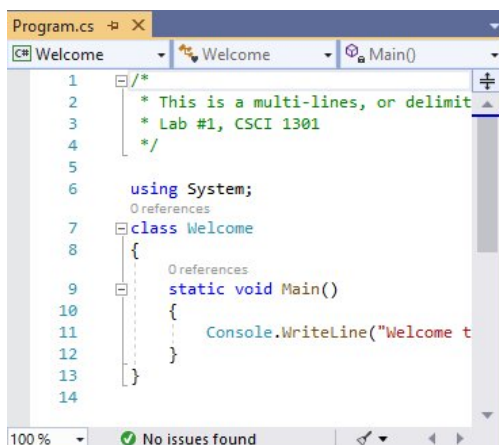 Program.cs
C# Welcome Welcome Main()
1 /*
2 * This is a multi-lines, or delimit
3 * Lab #1, CSCI 1301
4 */
5
6 using System;
0 references
7 class Welcome
8 {
0 references
9 static void Main()
10 {
11 Console.WriteLine("Welcome t
12 }
13 }
14
100 % No issues found